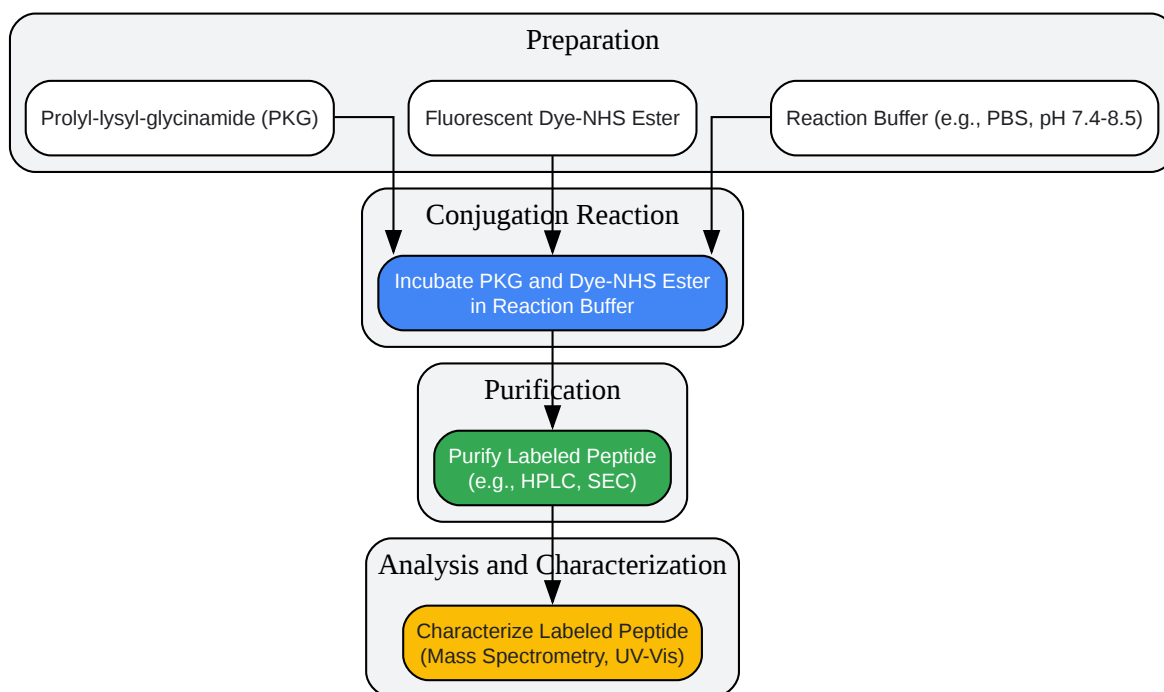 Preparation
Prolyl-lysyl-glycinamide (PKG)
Fluorescent Dye-NHS Ester
Reaction Buffer (e.g., PBS, pH 7.4-8.5)
Conjugation Reaction
Incubate PKG and Dye-NHS Ester
in Reaction Buffer
Purification
Purify Labeled Peptide
(e.g., HPLC, SEC)
Analysis and Characterization
Characterize Labeled Peptide
(Mass Spectrometry, UV-Vis)